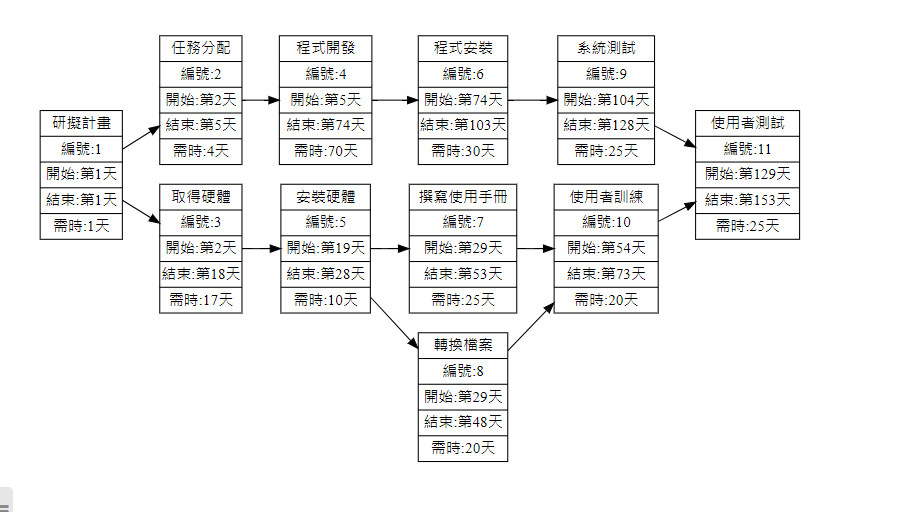 研擬計畫
編號:1
開始:第1天
結束:第1天
需時:1天
任務分配
編號:2
開始:第2天
結束:第5天
需時:4天
程式開發
編號:4
開始:第5天
結束:第74天
需時:70天
程式安裝
編號:6
開始:第74天
結束:第103天
需時:30天
系統測試
編號:9
開始:第104天
結束:第128天
需時:25天
取得硬體
編號:3
開始:第2天
結束:第18天
需時:17天
安裝硬體
編號:5
開始:第19天
結束:第28天
需時:10天
撰寫使用手冊
編號:7
開始:第29天
結束:第53天
需時:25天
轉換檔案
編號:8
開始:第29天
結束:第48天
需時:20天
使用者訓練
編號:10
開始:第54天
結束:第73天
需時:20天
使用者測試
編號:11
開始:第129天
結束:第153天
需時:25天